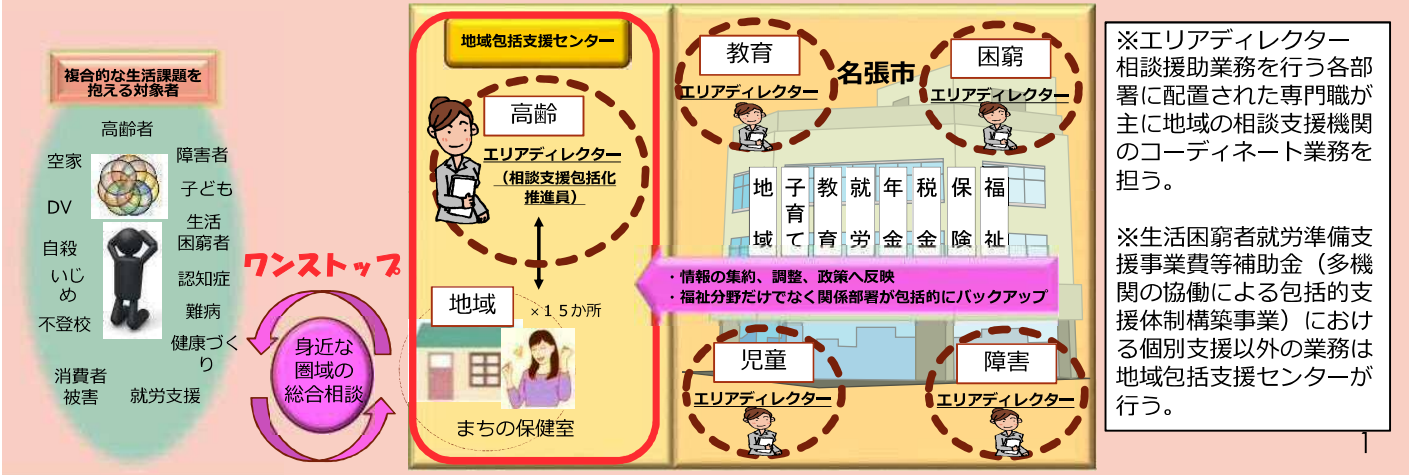 複合的な生活課題を
抱える対象者
高齢者
空家
障害者
子ども
DV
生活
困窮者
自殺
いじ
め
認知症
難病
不登校
健康づく
り
消費者
被害
就労支援
ワンストップ
身近な
圏域の
総合相談
地域包括支援センター
高齢
エリアディレクター
（相談支援包括化
推進員）
地域
×１５か所
まちの保健室
名張市
教育
エリアディレクター
困窮
エリアディレクター
地域
子育て
教育
就労
年金
税金
保険
福祉
・情報の集約、調整、政策へ反映
・福祉分野だけでなく関係部署が包括的にバックアップ
児童
エリアディレクター
障害
エリアディレクター
※エリアディレクター
相談援助業務を行う各部
署に配置された専門職が
主に地域の相談支援機関
のコーディネート業務を
担う。
※生活困窮者就労準備支
援事業費等補助金（多機
関の協働による包括的支
援体制構築事業）におけ
る個別支援以外の業務は
地域包括支援センターが
行う。
1